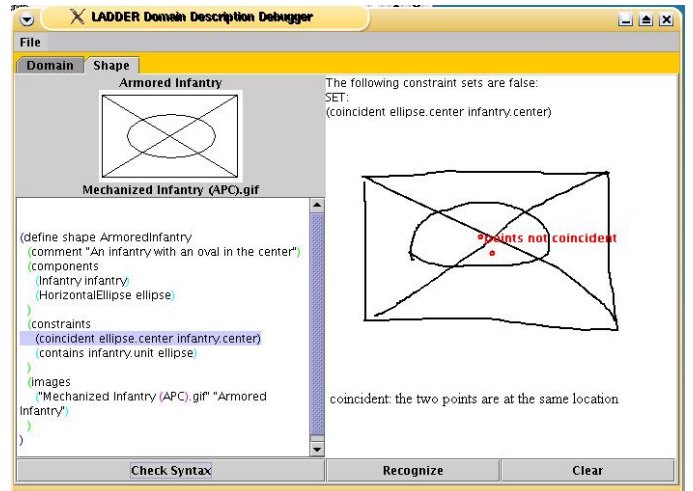 LADDER Domain Description Debugger
File
Domain Shape
Armored Infantry
Mechanized Infantry (APC).gif
(define shape ArmoredInfantry
(comment "An infantry with an oval in the center")
(components
(Infantry infantry)
(HorizontalEllipse ellipse)
)
(constraints
(coincident ellipse.center infantry.center)
(contains infantry.unit ellipse)
)
(images
("Mechanized Infantry (APC).gif" "Armored
Infantry")
)
)
Check Syntax
The following constraint sets are false:
SET:
(coincident ellipse.center infantry.center)
points not coincident
coincident: the two points are at the same location
Recognize Clear